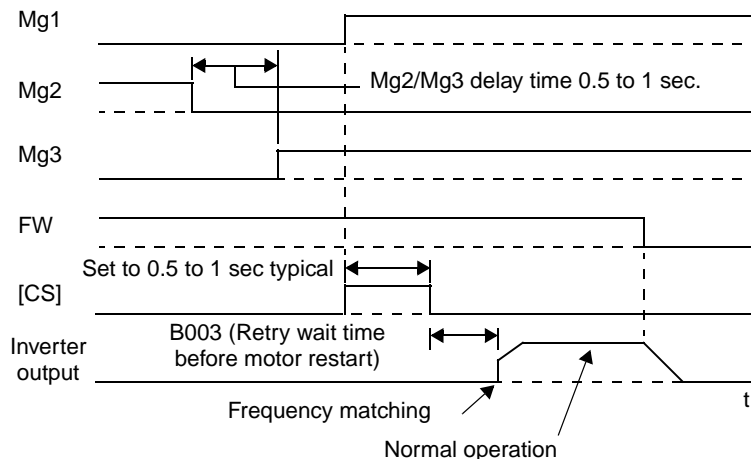 Mg1
Mg2/Mg3 delay time 0.5 to 1 sec.
Mg2
Mg3
FW
Set to 0.5 to 1 sec typical
[CS]
B003 (Retry wait time
before motor restart)
Inverter
output
t
Frequency matching
Normal operation